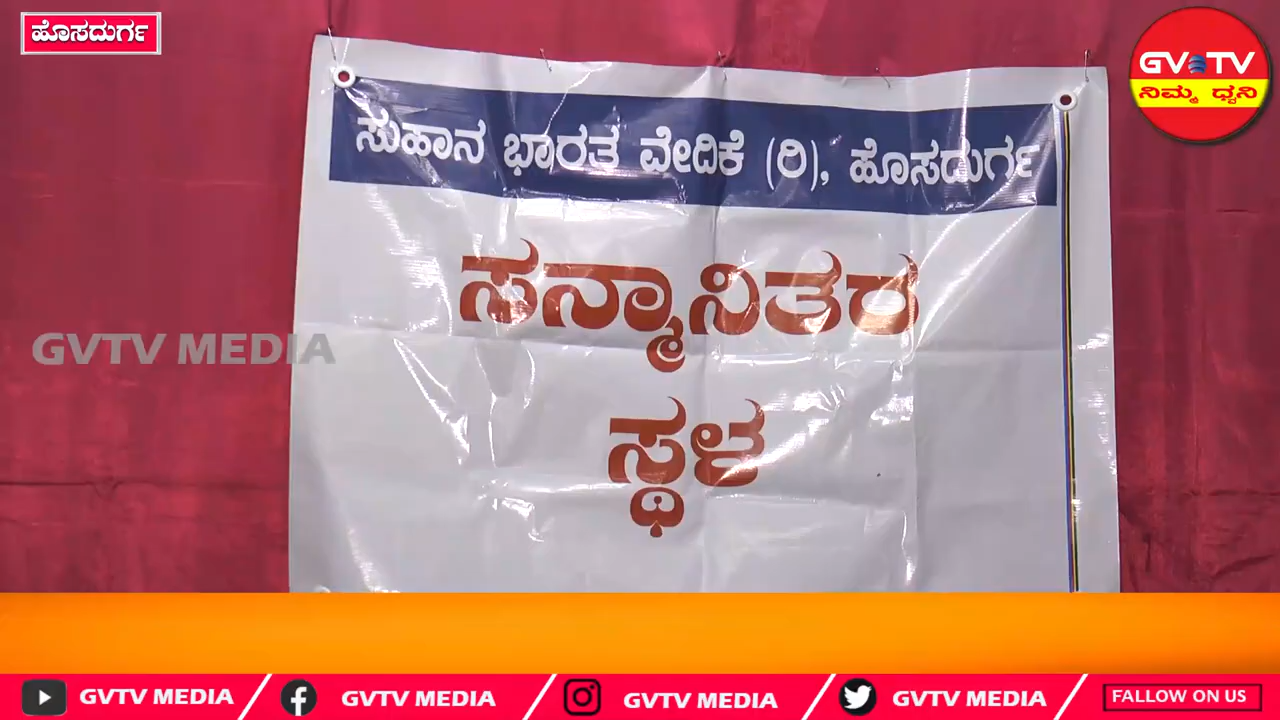 ಹೊಸದುರ್ಗ
GVTV
ನಿಮ್ಮ ಧ್ವನಿ
ಸುಹಾನ ಭಾರತ ವೇದಿಕೆ (ರಿ), ಹೊಸದುರ್ಗ
ಸನ್ಮಾನಿತರ
ಸ್ಥಳ
GVTV MEDIA
GVTV MEDIA GVTV MEDIA GVTV MEDIA GVTV MEDIA FALLOW ON US